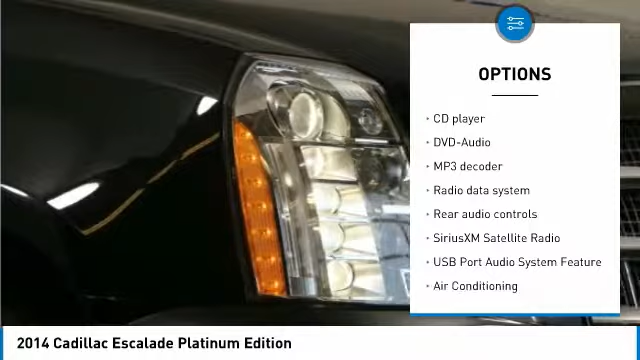 OPTIONS
• CD player
• DVD-Audio
• MP3 decoder
• Radio data system
• Rear audio controls
• SiriusXM Satellite Radio
• USB Port Audio System Feature
• Air Conditioning
2014 Cadillac Escalade Platinum Edition